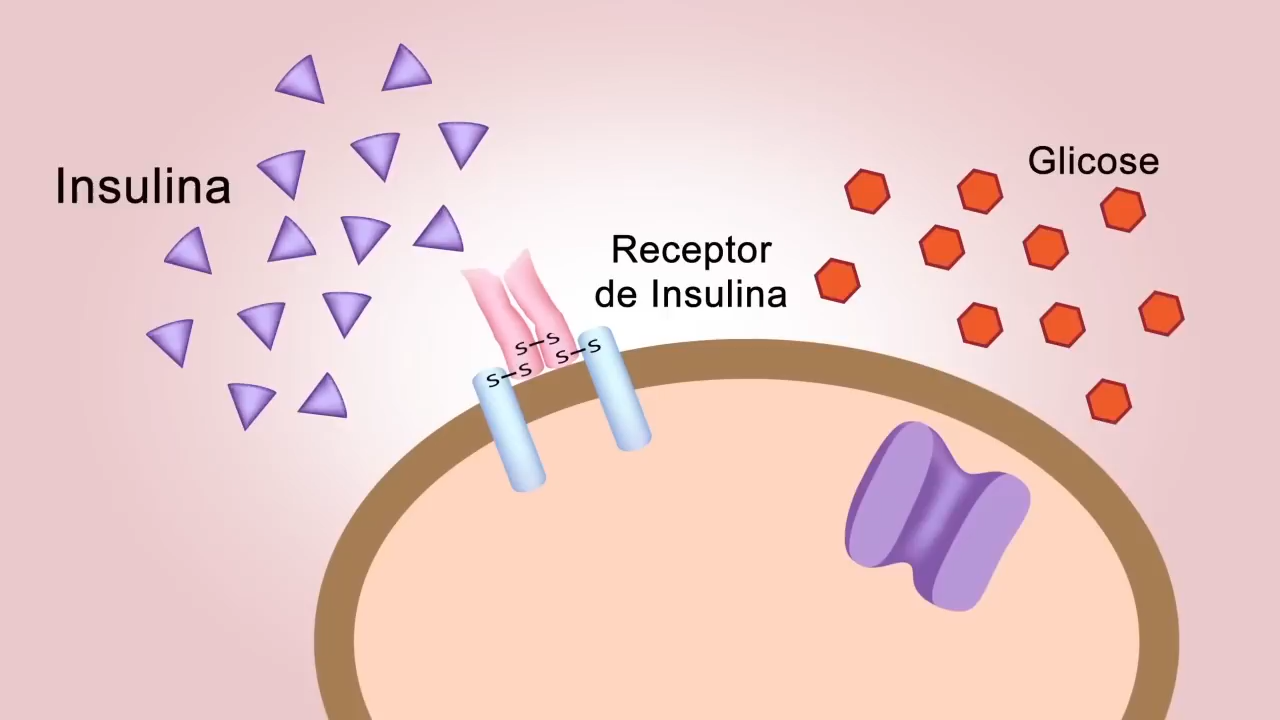 Insulina
Glicose
Receptor
de Insulina
S-S
S-S
S-S